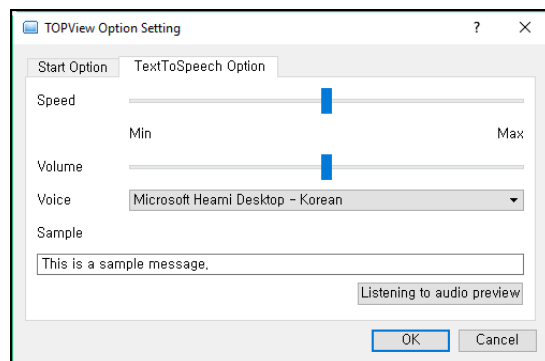 TOPView Option Setting
Start Option TextToSpeech Option
Speed
Min Max
Volume
Voice Microsoft Heami Desktop - Korean
Sample
This is a sample message,
Listening to audio preview
OK Cancel